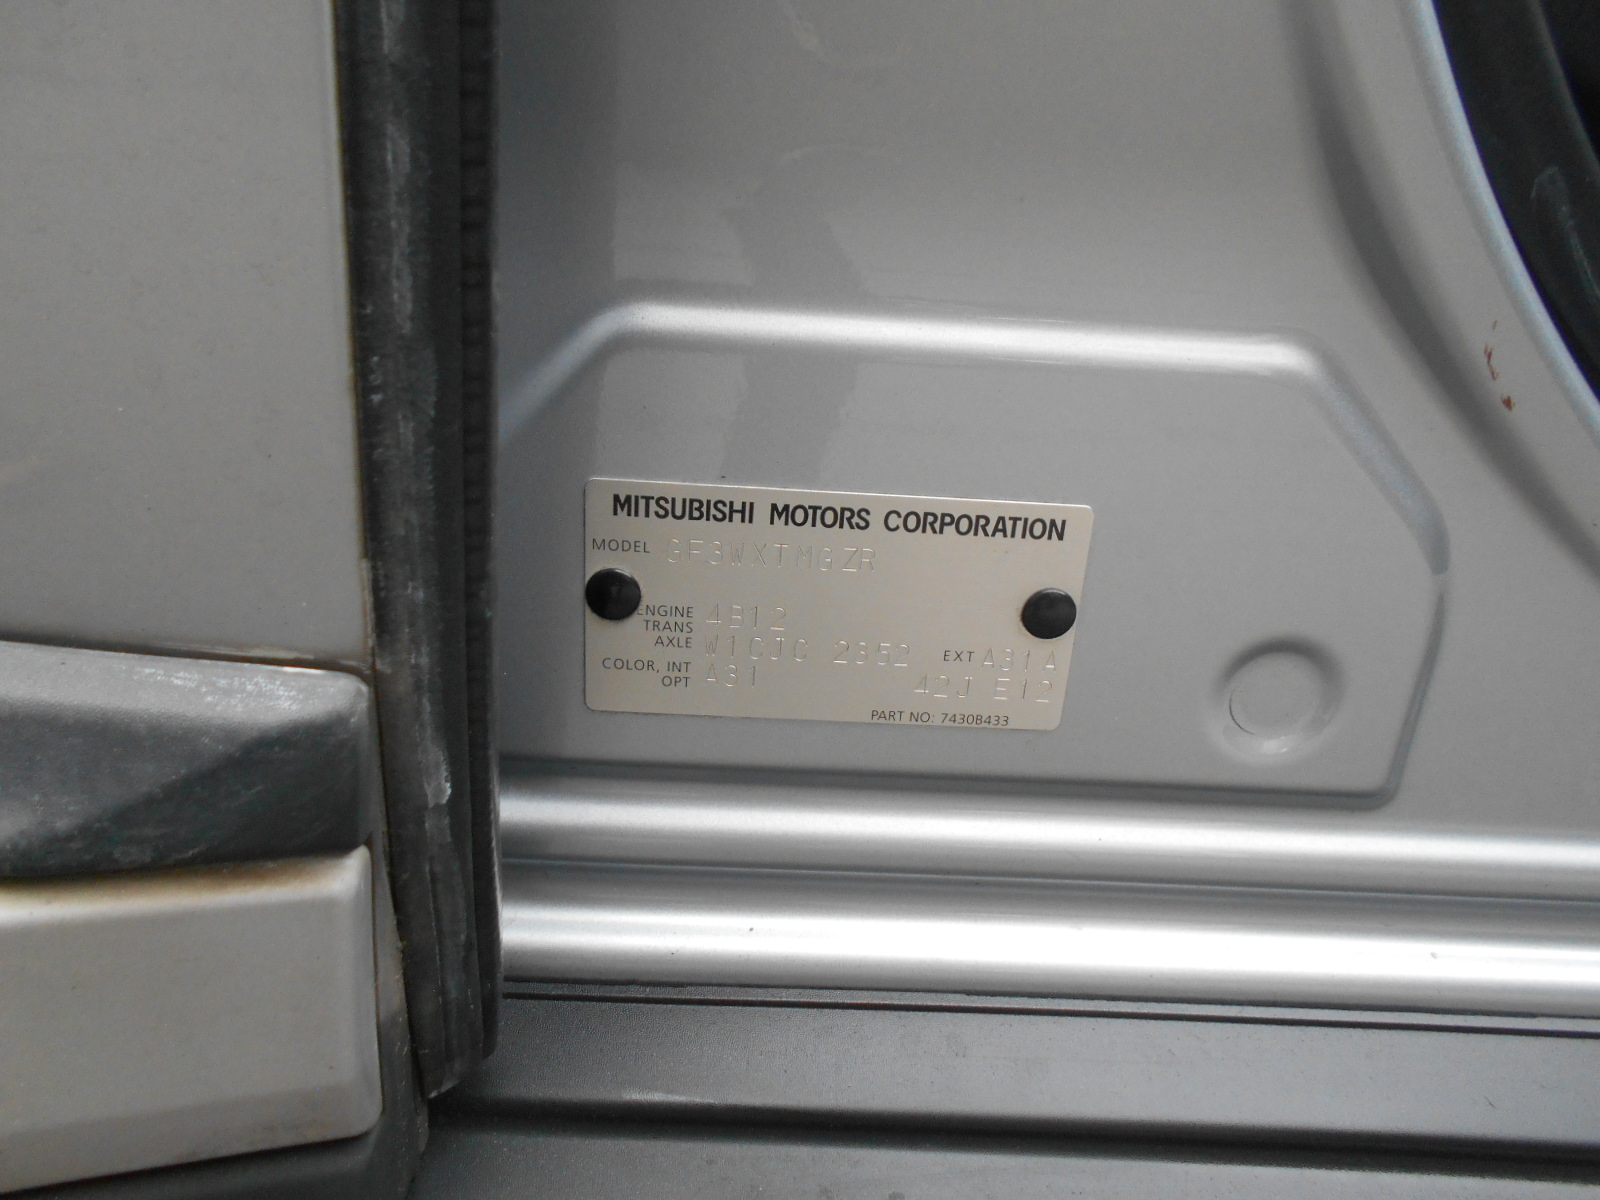 MITSUBISHI MOTORS CORPORATION
MODEL GF3WXTMGZR
ENGINE 4B12
TRANS
AXLE W1CJC 2352 EXT A31A
COLOR, INT
OPT A31 42J E12
PART NO: 7430B433